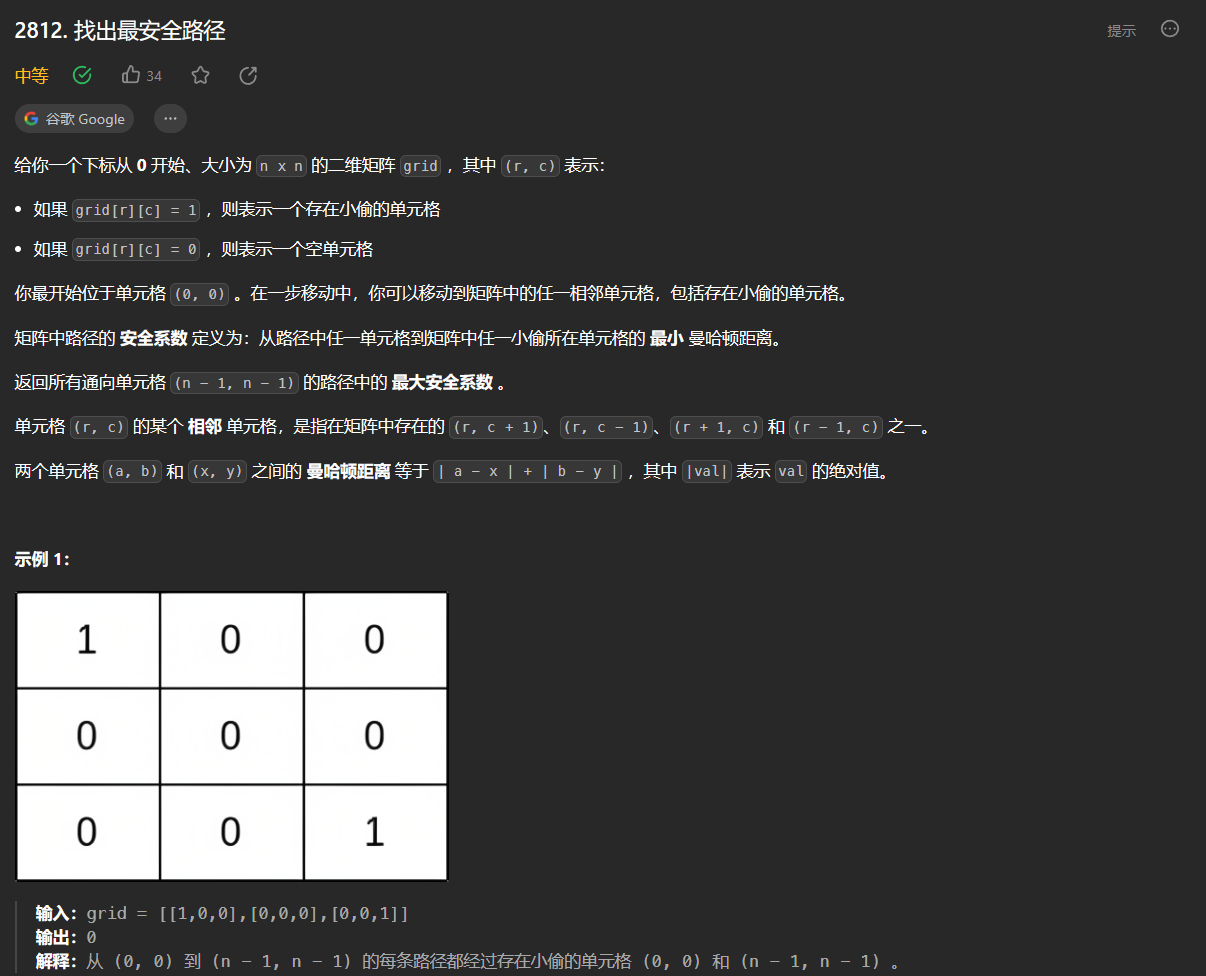 2812. 找出最安全路径
提示
中等 34
谷歌 Google ...
给你一个下标从 0 开始、大小为 n x n 的二维矩阵 grid ，其中 (r, c) 表示：
• 如果 grid[r][c] = 1 ，则表示一个存在小偷的单元格
• 如果 grid[r][c] = 0 ，则表示一个空单元格
你最开始位于单元格 (0, 0) 。在一步移动中，你可以移动到矩阵中的任一相邻单元格，包括存在小偷的单元格。
矩阵中路径的 安全系数 定义为：从路径中任一单元格到矩阵中任一小偷所在单元格的 最小 曼哈顿距离。
返回所有通向单元格 (n - 1, n - 1) 的路径中的 最大安全系数 。
单元格 (r, c) 的某个 相邻 单元格，是指在矩阵中存在的 (r, c + 1)、(r, c - 1)、(r + 1, c) 和 (r - 1, c) 之一。
两个单元格 (a, b) 和 (x, y) 之间的 曼哈顿距离 等于 | a - x | + | b - y | ，其中 |val| 表示 val 的绝对值。
示例 1：
1 0 0
0 0 0
0 0 1
输入：grid = [[1,0,0],[0,0,0],[0,0,1]]
输出：0
解释：从 (0, 0) 到 (n - 1, n - 1) 的每条路径都经过存在小偷的单元格 (0, 0) 和 (n - 1, n - 1) 。